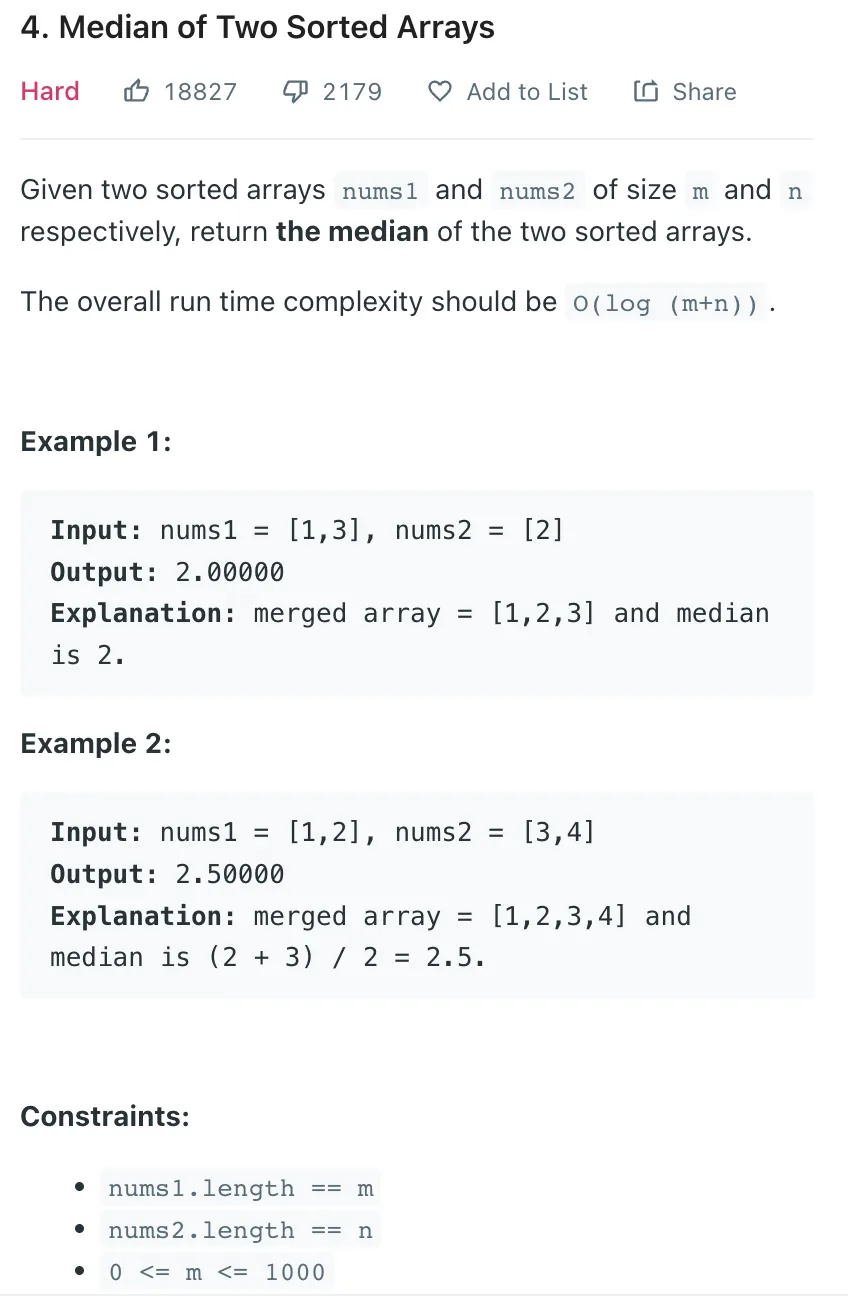 4. Median of Two Sorted Arrays
Hard 18827 2179 Add to List Share
Given two sorted arrays nums1 and nums2 of size m and n
respectively, return the median of the two sorted arrays.
The overall run time complexity should be O(log (m+n)) .
Example 1:
Input: nums1 = [1,3], nums2 = [2]
Output: 2.00000
Explanation: merged array = [1,2,3] and median
is 2.
Example 2:
Input: nums1 = [1,2], nums2 = [3,4]
Output: 2.50000
Explanation: merged array = [1,2,3,4] and
median is (2 + 3) / 2 = 2.5.
Constraints:
• nums1.length == m
• nums2.length == n
• 0 <= m <= 1000